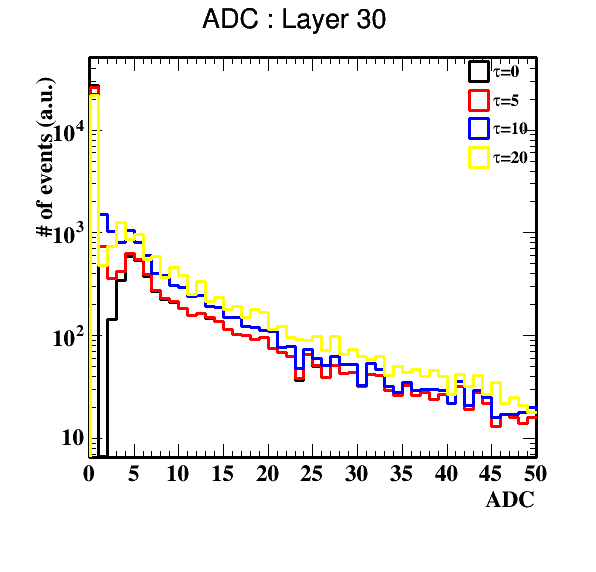 ADC : Layer 30
# of events (a.u.)
τ=0
τ=5
τ=10
τ=20
10⁴
10³
10²
10
0 5 10 15 20 25 30 35 40 45 50
ADC